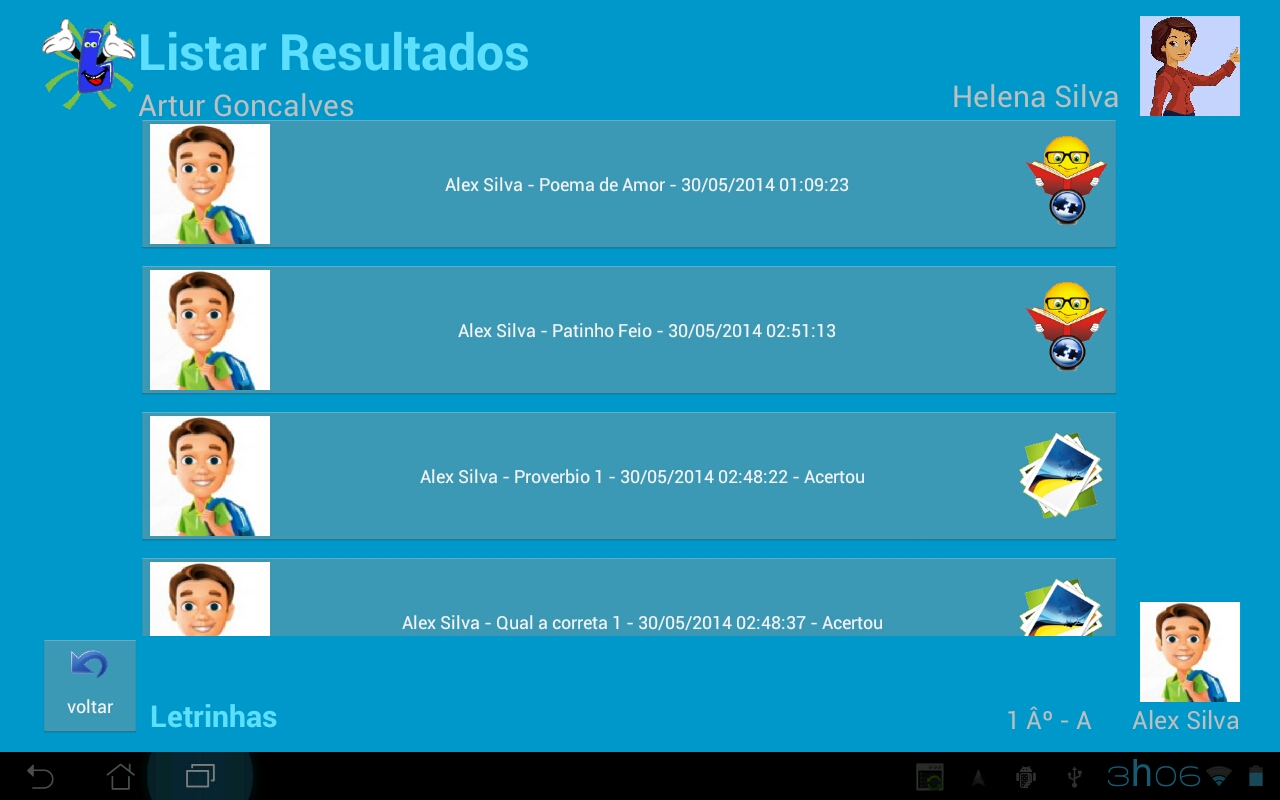 Listar Resultados
Artur Goncalves
Helena Silva
Alex Silva - Poema de Amor - 30/05/2014 01:09:23
Alex Silva - Patinho Feio - 30/05/2014 02:51:13
Alex Silva - Proverbio 1 - 30/05/2014 02:48:22 - Acertou
Alex Silva - Qual a correta 1 - 30/05/2014 02:48:37 - Acertou
voltar
Letrinhas
1 Âº - A
Alex Silva
3h06